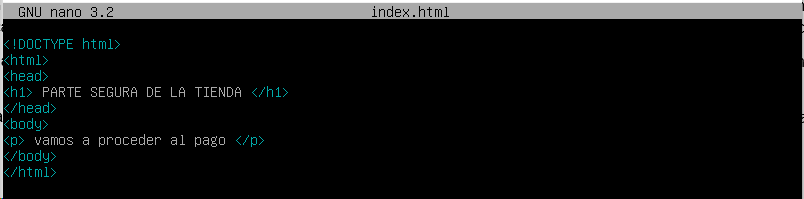 GNU nano 3.2 index.html
<!DOCTYPE html>
<html>
<head>
<h1> PARTE SEGURA DE LA TIENDA </h1>
</head>
<body>
<p> vamos a proceder al pago </p>
</body>
</html>